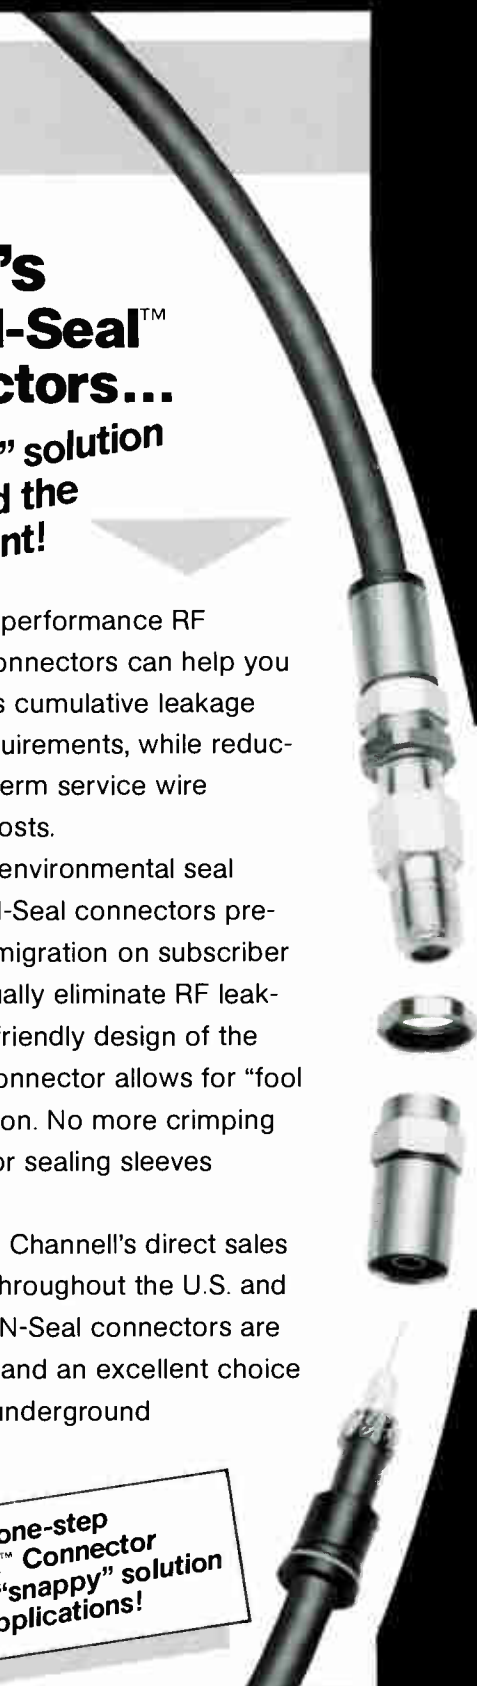 's
-Seal™
ctors...
” solution
d the
nt!
performance RF
onnectors can help you
s cumulative leakage
uirements, while reduc-
erm service wire
osts.
environmental seal
l-Seal connectors pre-
migration on subscriber
ually eliminate RF leak-
friendly design of the
onnector allows for “fool
on. No more crimping
or sealing sleeves
Channell's direct sales
hroughout the U.S. and
N-Seal connectors are
and an excellent choice
underground
one-step
™ Connector
“snappy” solution
pplications!